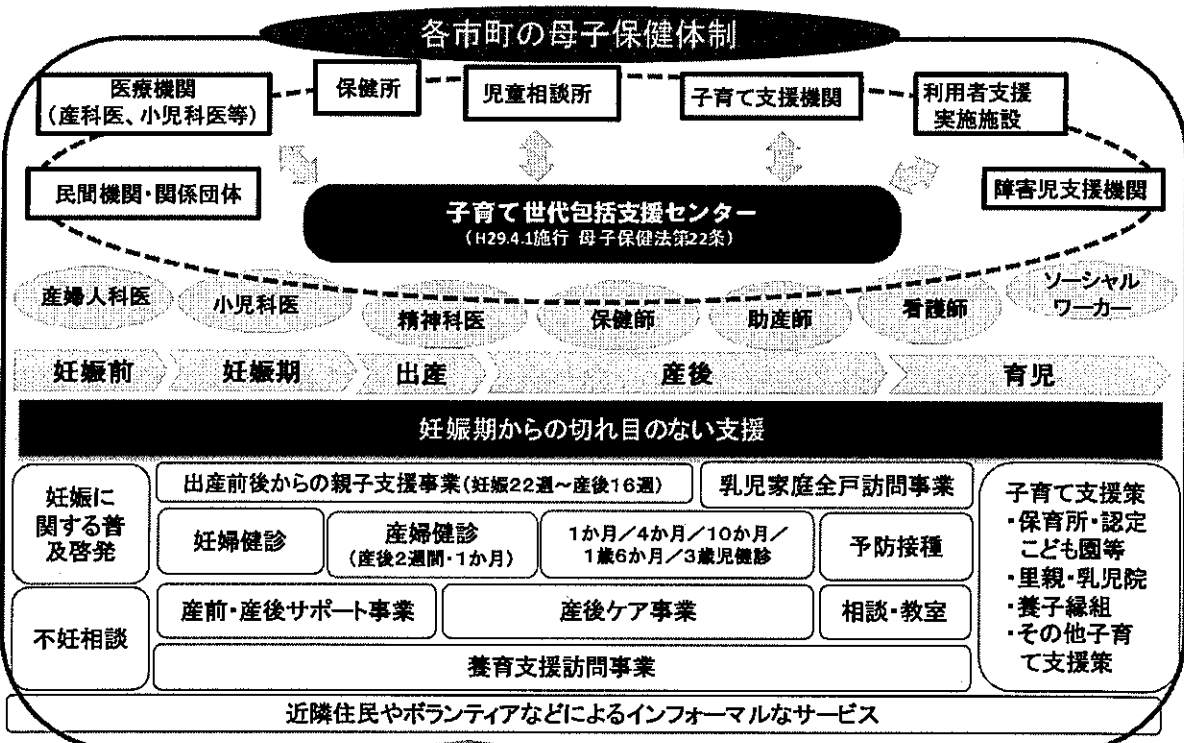 各市町の母子保健体制
医療機関
(産科医、小児科医等)
保健所
児童相談所
子育て支援機関
利用者支援
実施施設
民間機関・関係団体
障害児支援機関
子育て世代包括支援センター
(H29.4.1施行 母子保健法第22条)
産婦人科医
小児科医
精神科医
保健師
助産師
看護師
ソーシャル
ワーカー
妊娠前
妊娠期
出産
産後
育児
妊娠期からの切れ目のない支援
妊娠に
関する普
及啓発
出産前後からの親子支援事業(妊娠22週~産後16週)
乳児家庭全戸訪問事業
妊婦健診
産婦健診
(産後2週間・1か月)
1か月/4か月/10か月/
1歳6か月/3歳児健診
予防接種
不妊相談
産前・産後サポート事業
産後ケア事業
相談・教室
養育支援訪問事業
子育て支援策
・保育所・認定
こども園等
・里親・乳児院
・養子縁組
・その他子育
て支援策
近隣住民やボランティアなどによるインフォーマルなサービス